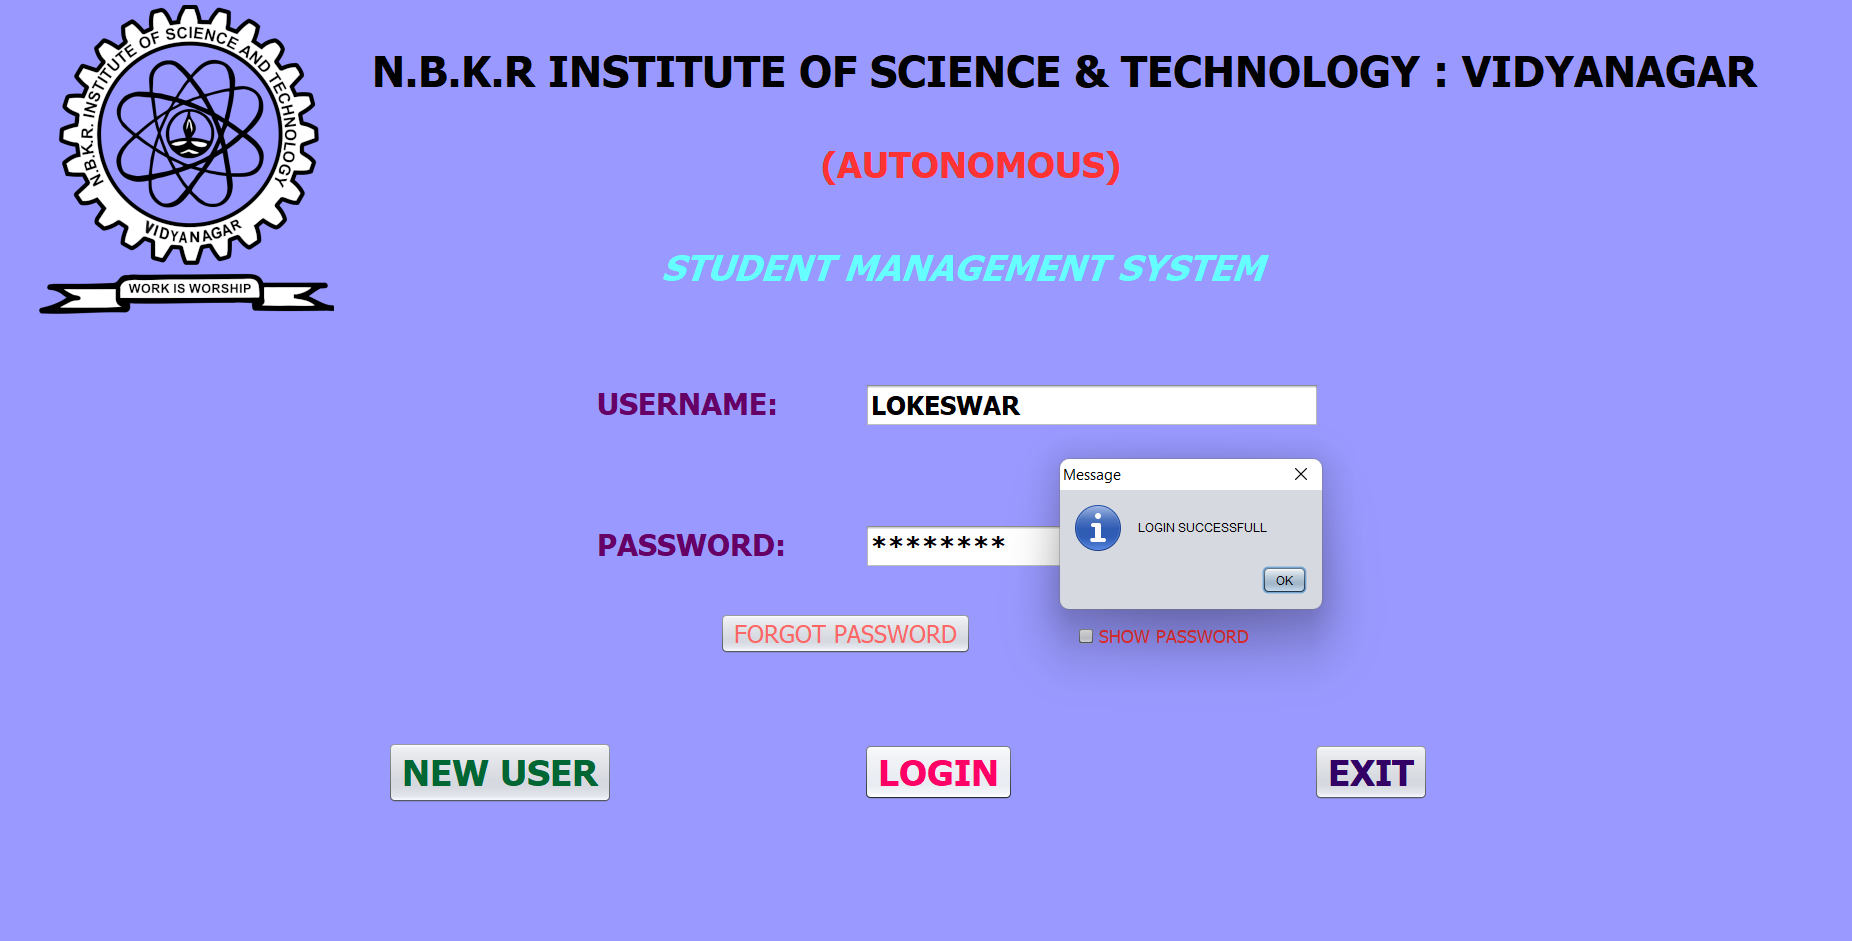 N.B.K.R. INSTITUTE OF SCIENCE AND TECHNOLOGY
VIDYANAGAR
WORK IS WORSHIP
N.B.K.R INSTITUTE OF SCIENCE & TECHNOLOGY : VIDYANAGAR
(AUTONOMOUS)
STUDENT MANAGEMENT SYSTEM
USERNAME: LOKESWAR
Message
LOGIN SUCCESSFULL
OK
PASSWORD: ********
FORGOT PASSWORD SHOW PASSWORD
NEW USER LOGIN EXIT